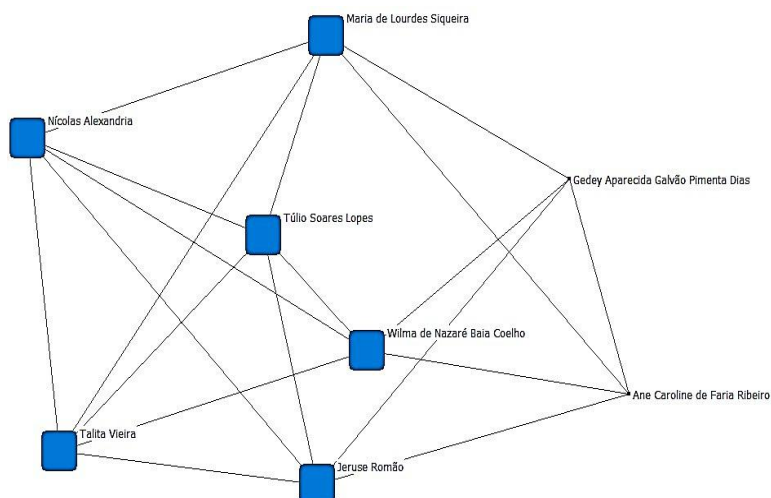 Maria de Lourdes Siqueira
Nícolas Alexandria
Gedey Aparecida Galvão Pimenta Dias
Túlio Soares Lopes
Wilma de Nazaré Baia Coelho
Ane Caroline de Faria Ribeiro
Talita Vieira
Jeruse Romão